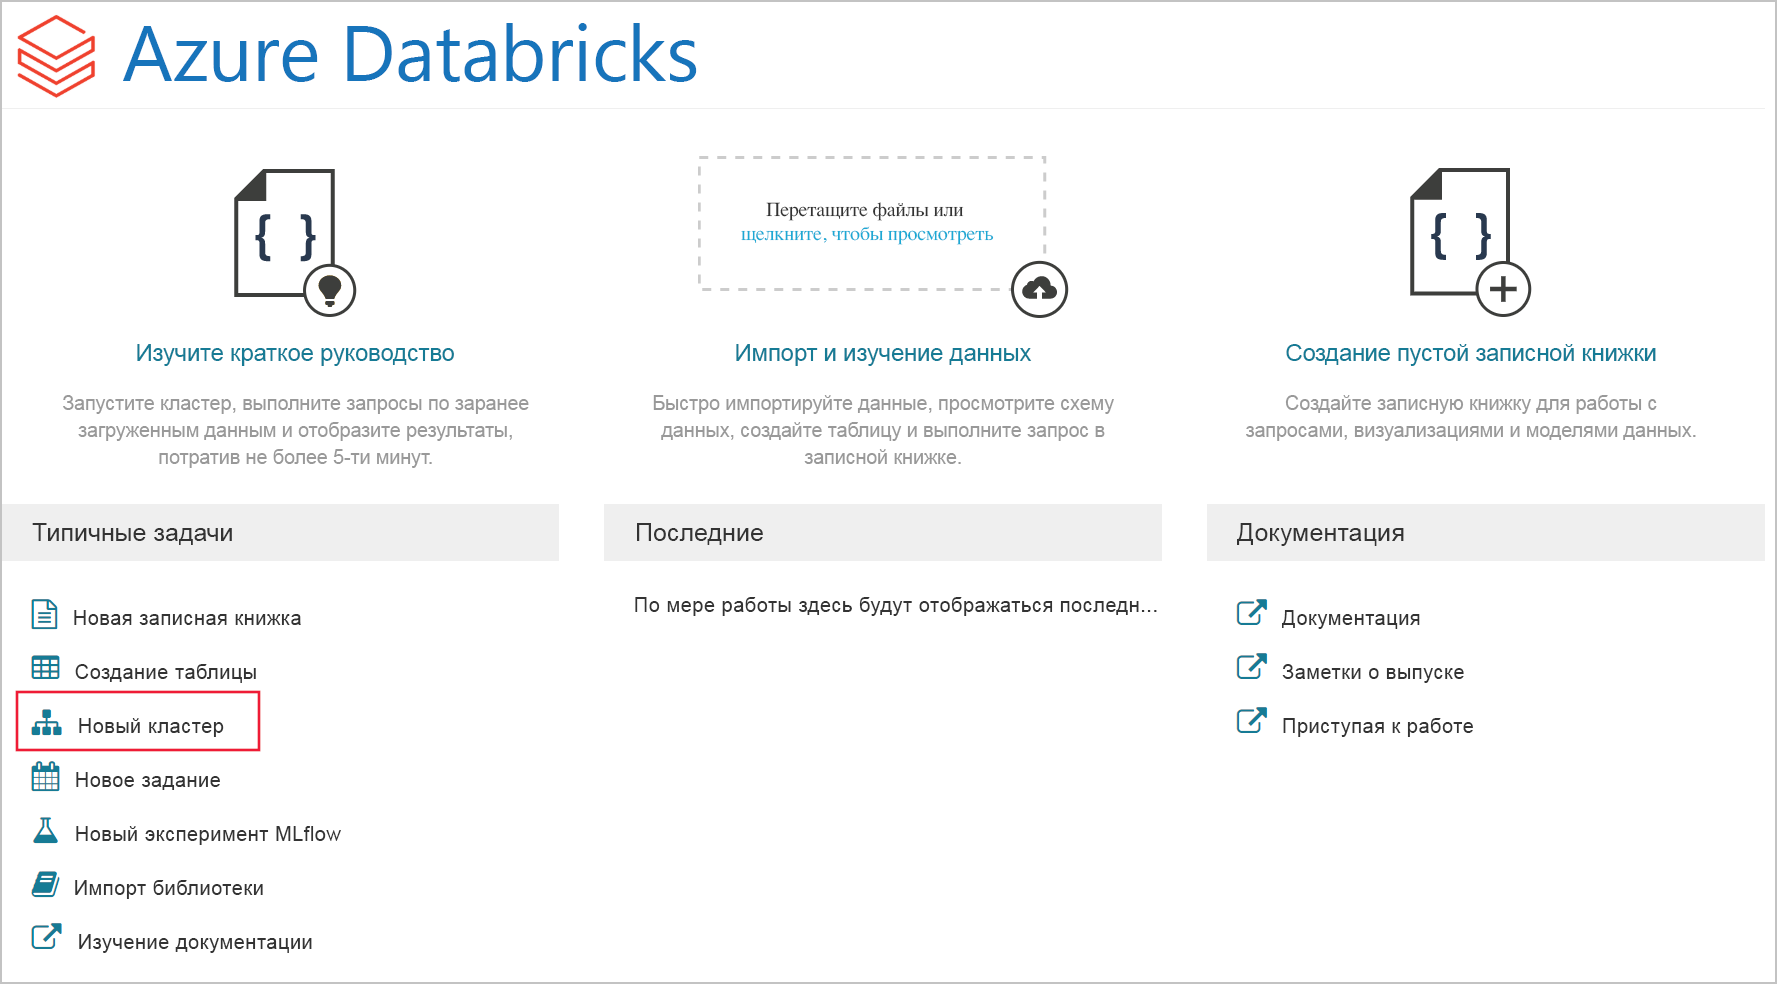 Azure Databricks
Перетащите файлы или
щелкните, чтобы просмотреть
Изучите краткое руководство
Запустите кластер, выполните запросы по заранее
загруженным данным и отобразите результаты,
потратив не более 5-ти минут.
Импорт и изучение данных
Быстро импортируйте данные, просмотрите схему
данных, создайте таблицу и выполните запрос в
записной книжке.
Создание пустой записной книжки
Создайте записную книжку для работы с
запросами, визуализациями и моделями данных.
Типичные задачи
Новая записная книжка
Создание таблицы
Новый кластер
Новое задание
Новый эксперимент MLflow
Импорт библиотеки
Изучение документации
Последние
По мере работы здесь будут отображаться последн...
Документация
Документация
Заметки о выпуске
Приступая к работе